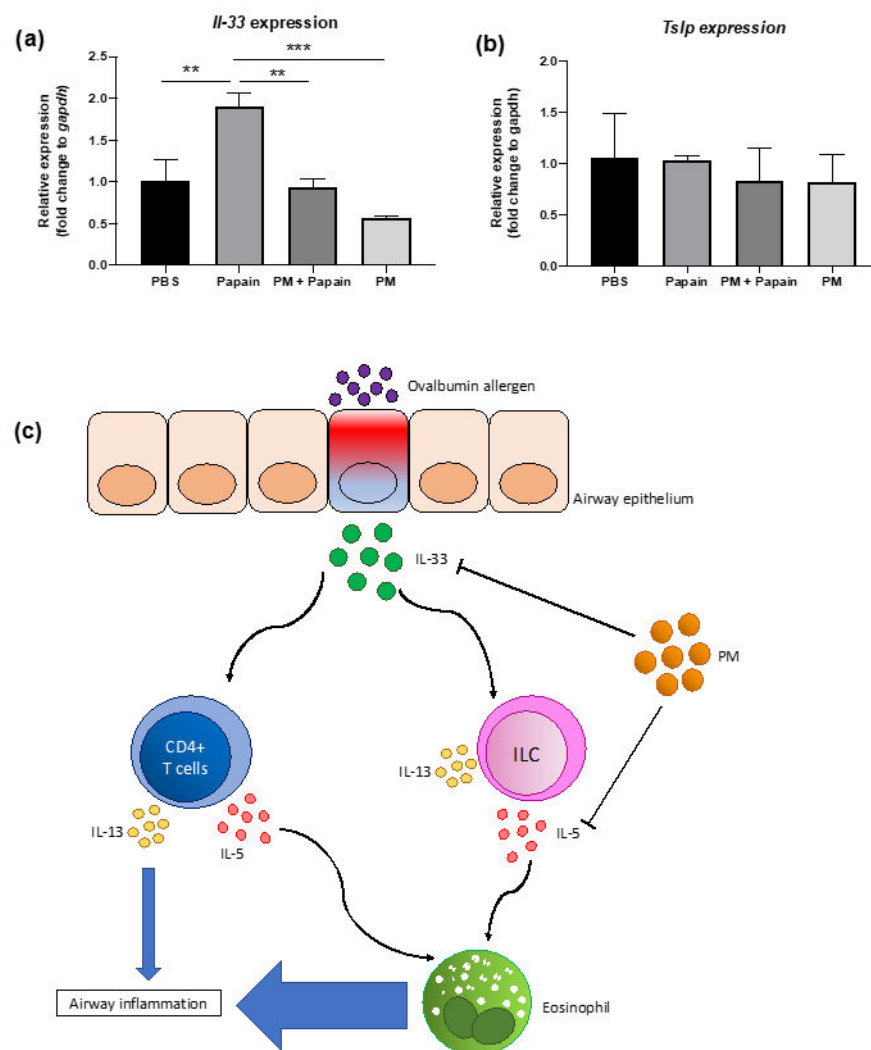 (a)
Il-33 expression
Relative expression
(fold change to gapdh)
2.5
2.0
1.5
1.0
0.5
0.0
** 
***
**
PBS Papain PM + Papain PM
(b)
Tslp expression
Relative expression
(fold change to gapdh)
2.0
1.5
1.0
0.5
0.0
PBS Papain PM + Papain PM
(c)
Ovalbumin allergen
Airway epithelium
IL-33
PM
CD4+
T cells
ILC
IL-13
IL-13
IL-5
IL-5
Airway inflammation
Eosinophil